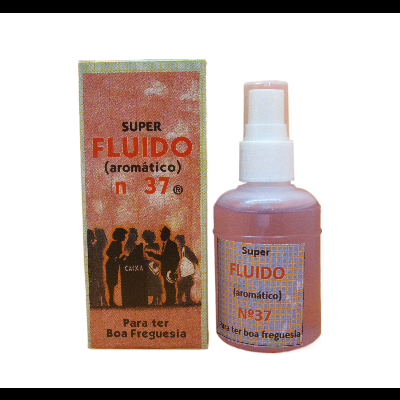 SUPER
FLUIDO
(aromático)
n 37 ®
CAIXA
Para ter
Boa Freguesia
Super
FLUIDO
(aromático)
Nº37
Para ter boa freguesia